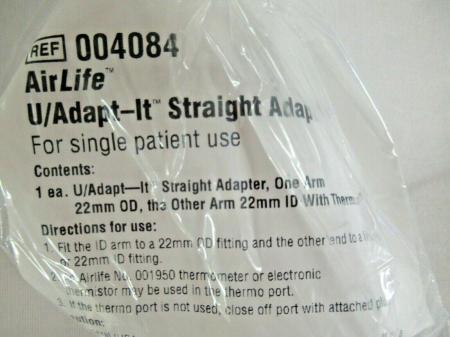 REF 004084
AirLife™
U/Adapt–It™ Straight Adap
For single patient use
Contents:
1 ea. U/Adapt—It™ Straight Adapter, One Arm
22mm OD, the Other Arm 22mm ID With Thermo
Directions for use:
1. Fit the ID arm to a 22mm OD fitting and the other end to a
or 22mm ID fitting.
2. Airlife No. 001950 thermometer or electronic
thermistor may be used in the thermo port.
3. If the thermo port is not used, close off port with attached